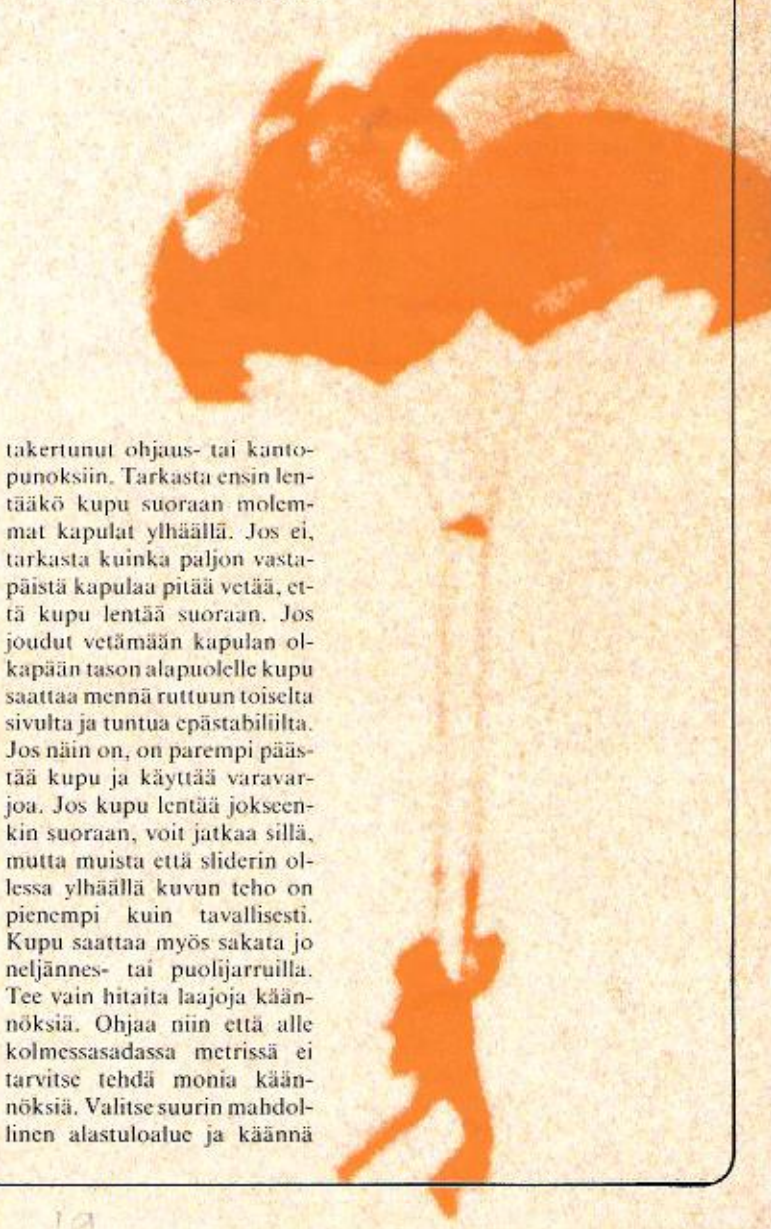 takertunut ohjaus- tai kanto-
punoksiin. Tarkasta ensin len-
tääkö kupu suoraan molem-
mat kapulat ylhäällä. Jos ei,
tarkasta kuinka paljon vasta-
päistä kapulaa pitää vetää, et-
tä kupu lentää suoraan. Jos
joudut vetämään kapulan ol-
kapään tason alapuolelle kupu
saattaa mennä ruttuun toiselta
sivulta ja tuntua epästabiililta.
Jos näin on, on parempi pääs-
tää kupu ja käyttää varavar-
joa. Jos kupu lentää jokseen-
kin suoraan, voit jatkaa sillä,
mutta muista että sliderin ol-
lessa ylhäällä kuvun teho on
pienempi kuin tavallisesti.
Kupu saattaa myös sakata jo
neljännes- tai puolijarruilla.
Tee vain hitaita laajoja kään-
nöksiä. Ohjaa niin että alle
kolmessasadassa metrissä ei
tarvitse tehdä monia kään-
nöksiä. Valitse suurin mahdol-
linen alastuloalue ja käännä
19